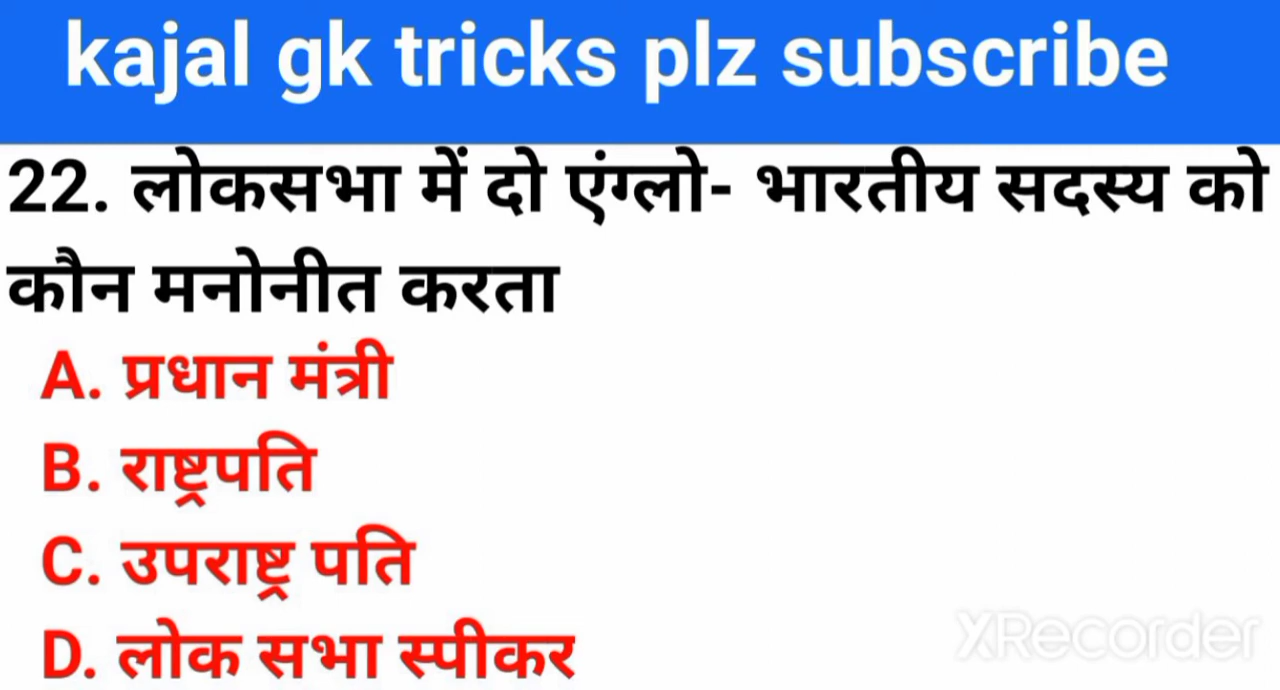 kajal gk tricks plz subscribe
22. लोकसभा में दो एंग्लो- भारतीय सदस्य को
कौन मनोनीत करता
A. प्रधान मंत्री
B. राष्ट्रपति
C. उपराष्ट्र पति
D. लोक सभा स्पीकर
XRecorder